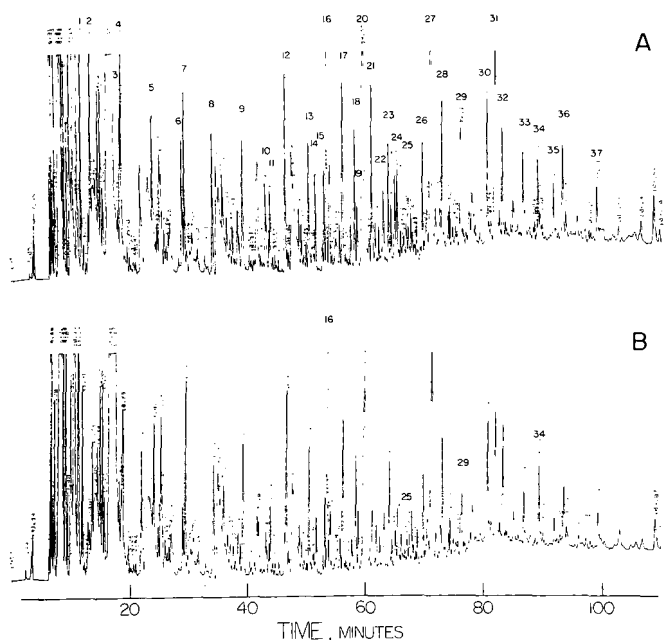 1 2 4 16 20 27 31
A
3 5 7 12 17 21 28 29 30 32
6 8 9 13 18 23 24 26 33 34 36
10 11 14 15 19 22 25 35 37
B
16
25 29 34
20 40 60 80 100
TIME, MINUTES